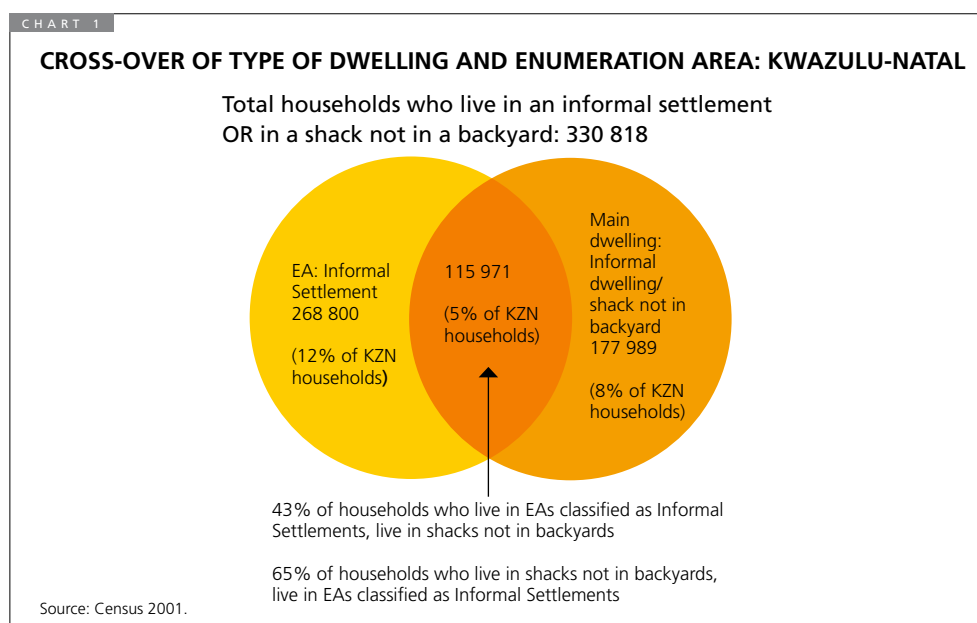 CHART 1
CROSS-OVER OF TYPE OF DWELLING AND ENUMERATION AREA: KWAZULU-NATAL
Total households who live in an informal settlement
OR in a shack not in a backyard: 330 818
EA: Informal
Settlement
268 800
(12% of KZN
households)
115 971
(5% of KZN
households)
Main
dwelling:
Informal
dwelling/
shack not in
backyard
177 989
(8% of KZN
households)
43% of households who live in EAs classified as Informal
Settlements, live in shacks not in backyards
65% of households who live in shacks not in backyards,
live in EAs classified as Informal Settlements
Source: Census 2001.